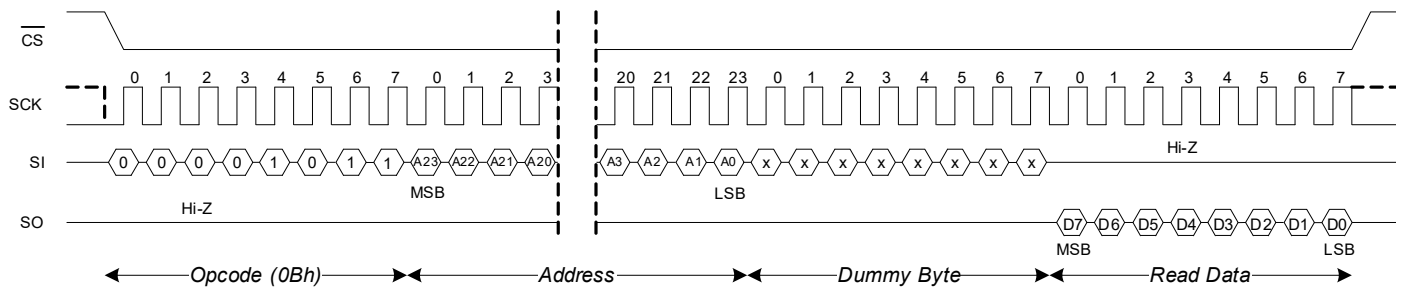 CS
0 1 2 3 4 5 6 7 0 1 2 3 20 21 22 23 0 1 2 3 4 5 6 7 0 1 2 3 4 5 6 7
SCK
Hi-Z
SI 0 0 0 0 1 0 1 1 A23 A22 A21 A20 A3 A2 A1 A0 x x x x x x x x
MSB LSB
Hi-Z
SO D7 D6 D5 D4 D3 D2 D1 D0
MSB LSB
Opcode (0Bh) Address Dummy Byte Read Data